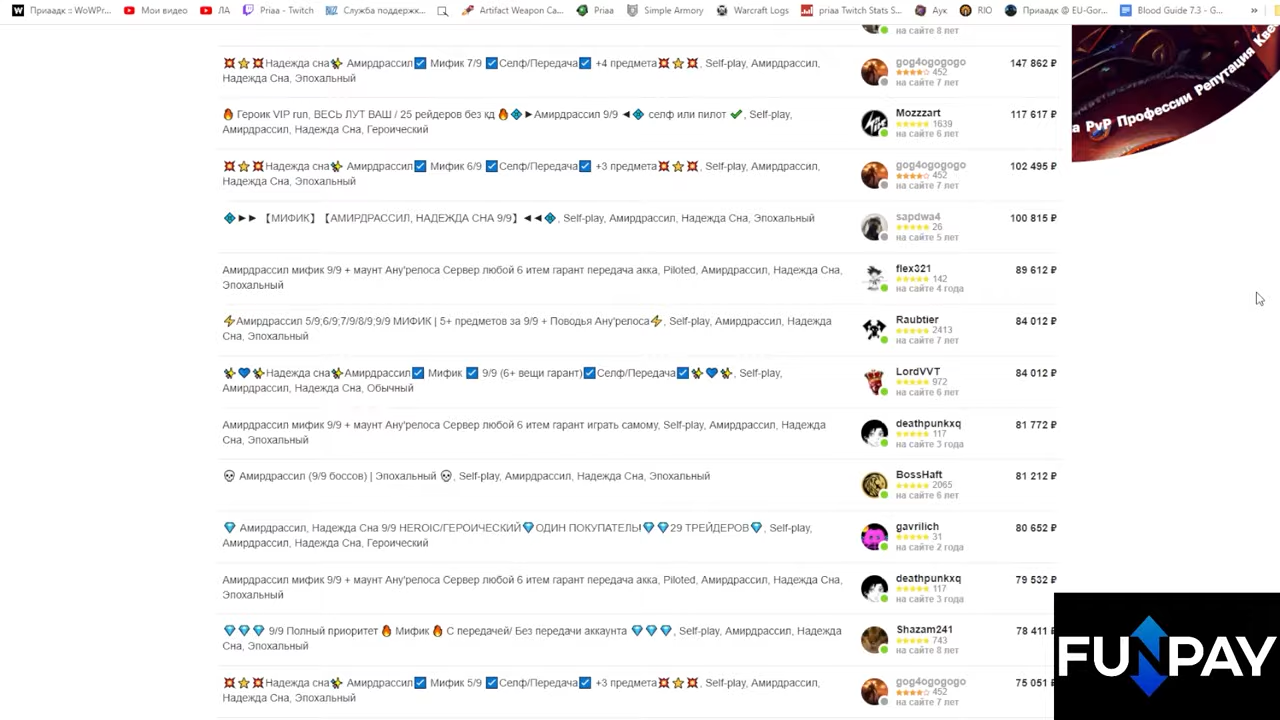 Приаадк :: WoWPr...
Мои видео
ЛА
Priaa - Twitch
Служба поддержк...
Artifact Weapon Ca...
Priaa
Simple Armory
Warcraft Logs
priaa Twitch Stats S...
Аук
RIO
Приаадк @ EU-Gor...
Blood Guide 7.3 - G...
»
на сайте 8 лет
Надежда сна Амирдрассил Мифик 7/9 Селф/Передача +4 предмета, Self-play, Амирдрассил,
Надежда Сна, Эпохальный
gog4ogogogo
452
на сайте 7 лет
147 862 ₽
Героик VIP run, ВЕСЬ ЛУТ ВАШ / 25 рейдеров без кд ►Амирдрассил 9/9 ◄ селф или пилот ✔, Self-play,
Амирдрассил, Надежда Сна, Героический
Mozzzart
1639
на сайте 7 лет
117 617 ₽
Надежда сна Амирдрассил Мифик 6/9 Селф/Передача +3 предмета, Self-play, Амирдрассил,
Надежда Сна, Эпохальный
gog4ogogogo
452
на сайте 7 лет
102 495 ₽
►►【МИФИК】【АМИРДРАССИЛ, НАДЕЖДА СНА 9/9】◄◄, Self-play, Амирдрассил, Надежда Сна, Эпохальный
sapdwa4
26
на сайте 5 лет
100 815 ₽
Амирдрассил мифик 9/9 + маунт Ану'релоса Сервер любой 6 итем гарант передача акка, Piloted, Амирдрассил, Надежда Сна,
Эпохальный
flex321
142
на сайте 4 года
89 612 ₽
Амирдрассил 5/9,6/9,7/9/8/9,9/9 МИФИК | 5+ предметов за 9/9 + Поводья Ану'релоса, Self-play, Амирдрассил, Надежда
Сна, Эпохальный
Raubtier
2413
на сайте 7 лет
84 012 ₽
Надежда сна Амирдрассил Мифик 9/9 (6+ вещи гарант) Селф/Передача, Self-play,
Амирдрассил, Надежда Сна, Обычный
LordVVT
972
на сайте 6 лет
84 012 ₽
Амирдрассил мифик 9/9 + маунт Ану'релоса Сервер любой 6 итем гарант играть самому, Self-play, Амирдрассил, Надежда
Сна, Эпохальный
deathpunkxq
117
на сайте 3 года
81 772 ₽
Амирдрассил (9/9 боссов) | Эпохальный, Self-play, Амирдрассил, Надежда Сна, Эпохальный
BossHaft
2065
на сайте 6 лет
81 212 ₽
Амирдрассил, Надежда Сна 9/9 HEROIC/ГЕРОИЧЕСКИЙ ОДИН ПОКУПАТЕЛЬ! 29 ТРЕЙДЕРОВ, Self-play,
Амирдрассил, Надежда Сна, Героический
gavrilich
31
на сайте 2 года
80 652 ₽
Амирдрассил мифик 9/9 + маунт Ану'релоса Сервер любой 6 итем гарант передача акка, Piloted, Амирдрассил, Надежда Сна,
Эпохальный
deathpunkxq
117
на сайте 3 года
79 532 ₽
9/9 Полный приоритет Мифик С передачей/ Без передачи аккаунта, Self-play, Амирдрассил, Надежда
Сна, Эпохальный
Shazam241
743
на сайте 8 лет
78 411 ₽
Надежда сна Амирдрассил Мифик 5/9 Селф/Передача +3 предмета, Self-play, Амирдрассил,
Надежда Сна, Эпохальный
gog4ogogogo
452
на сайте 7 лет
75 051 ₽
PvP Профессии Репутация
FUNPAY